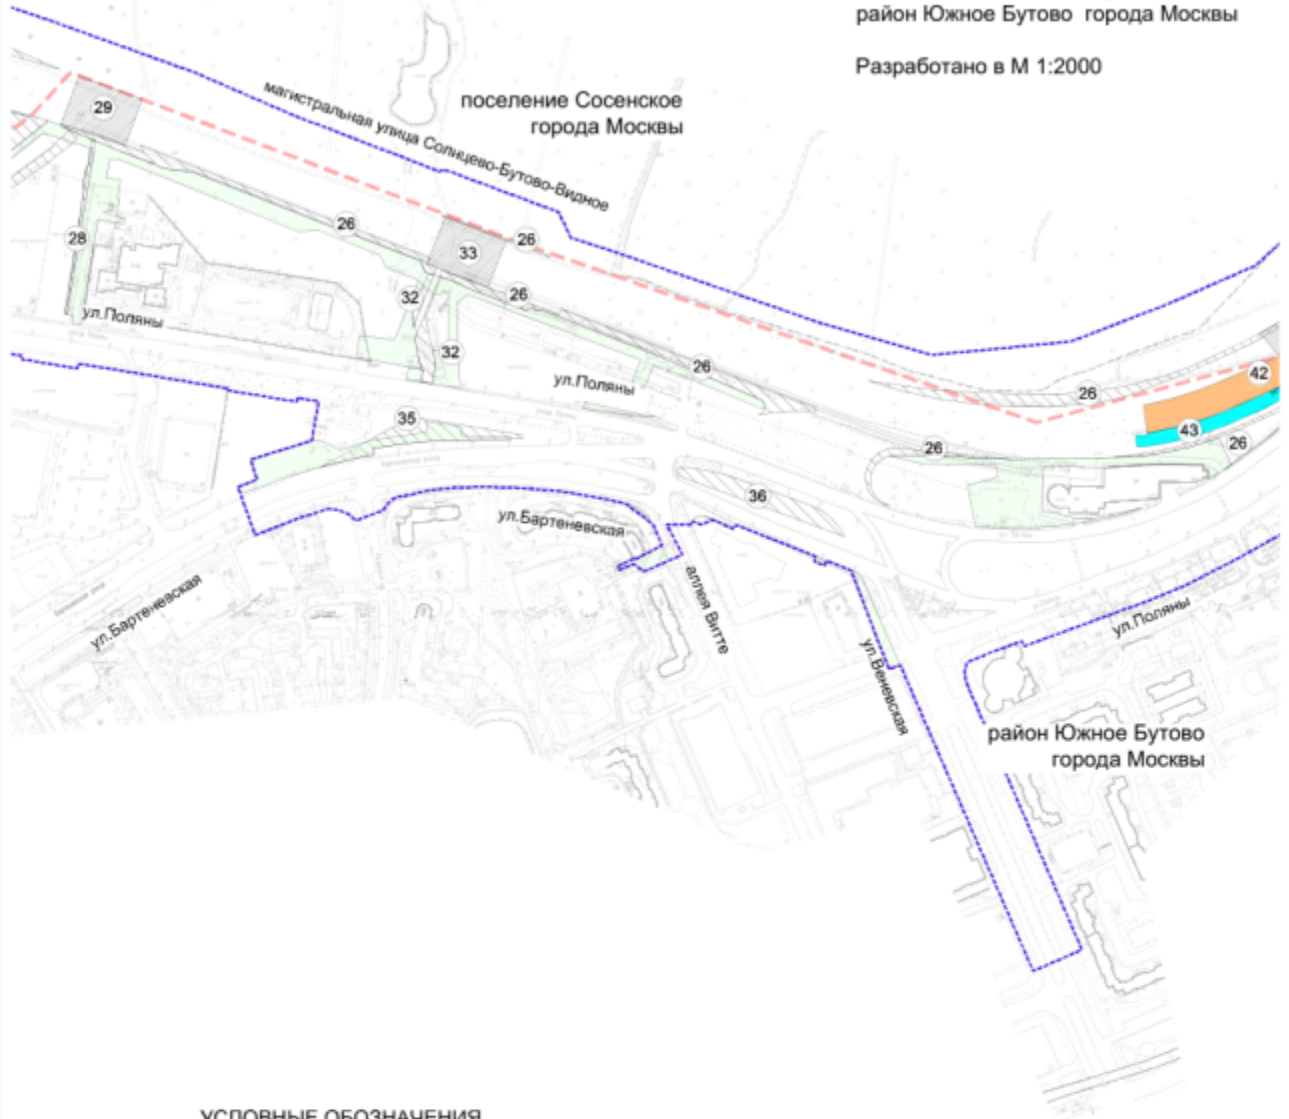 район Южное Бутово города Москвы
Разработано в М 1:2000
поселение Сосенское
города Москвы
магистральная улица Солнцево-Бутово-Видное
29
26
26
33
28
26
32
ул.Поляны
32
26
ул.Поляны
42
26
35
43
26
26
36
ул.Бартеневская
ул.Бартеневская
аллея Витте
ул.Поляны
ул.Веневская
район Южное Бутово
города Москвы
УСЛОВНЫЕ ОБОЗНАЧЕНИЯ